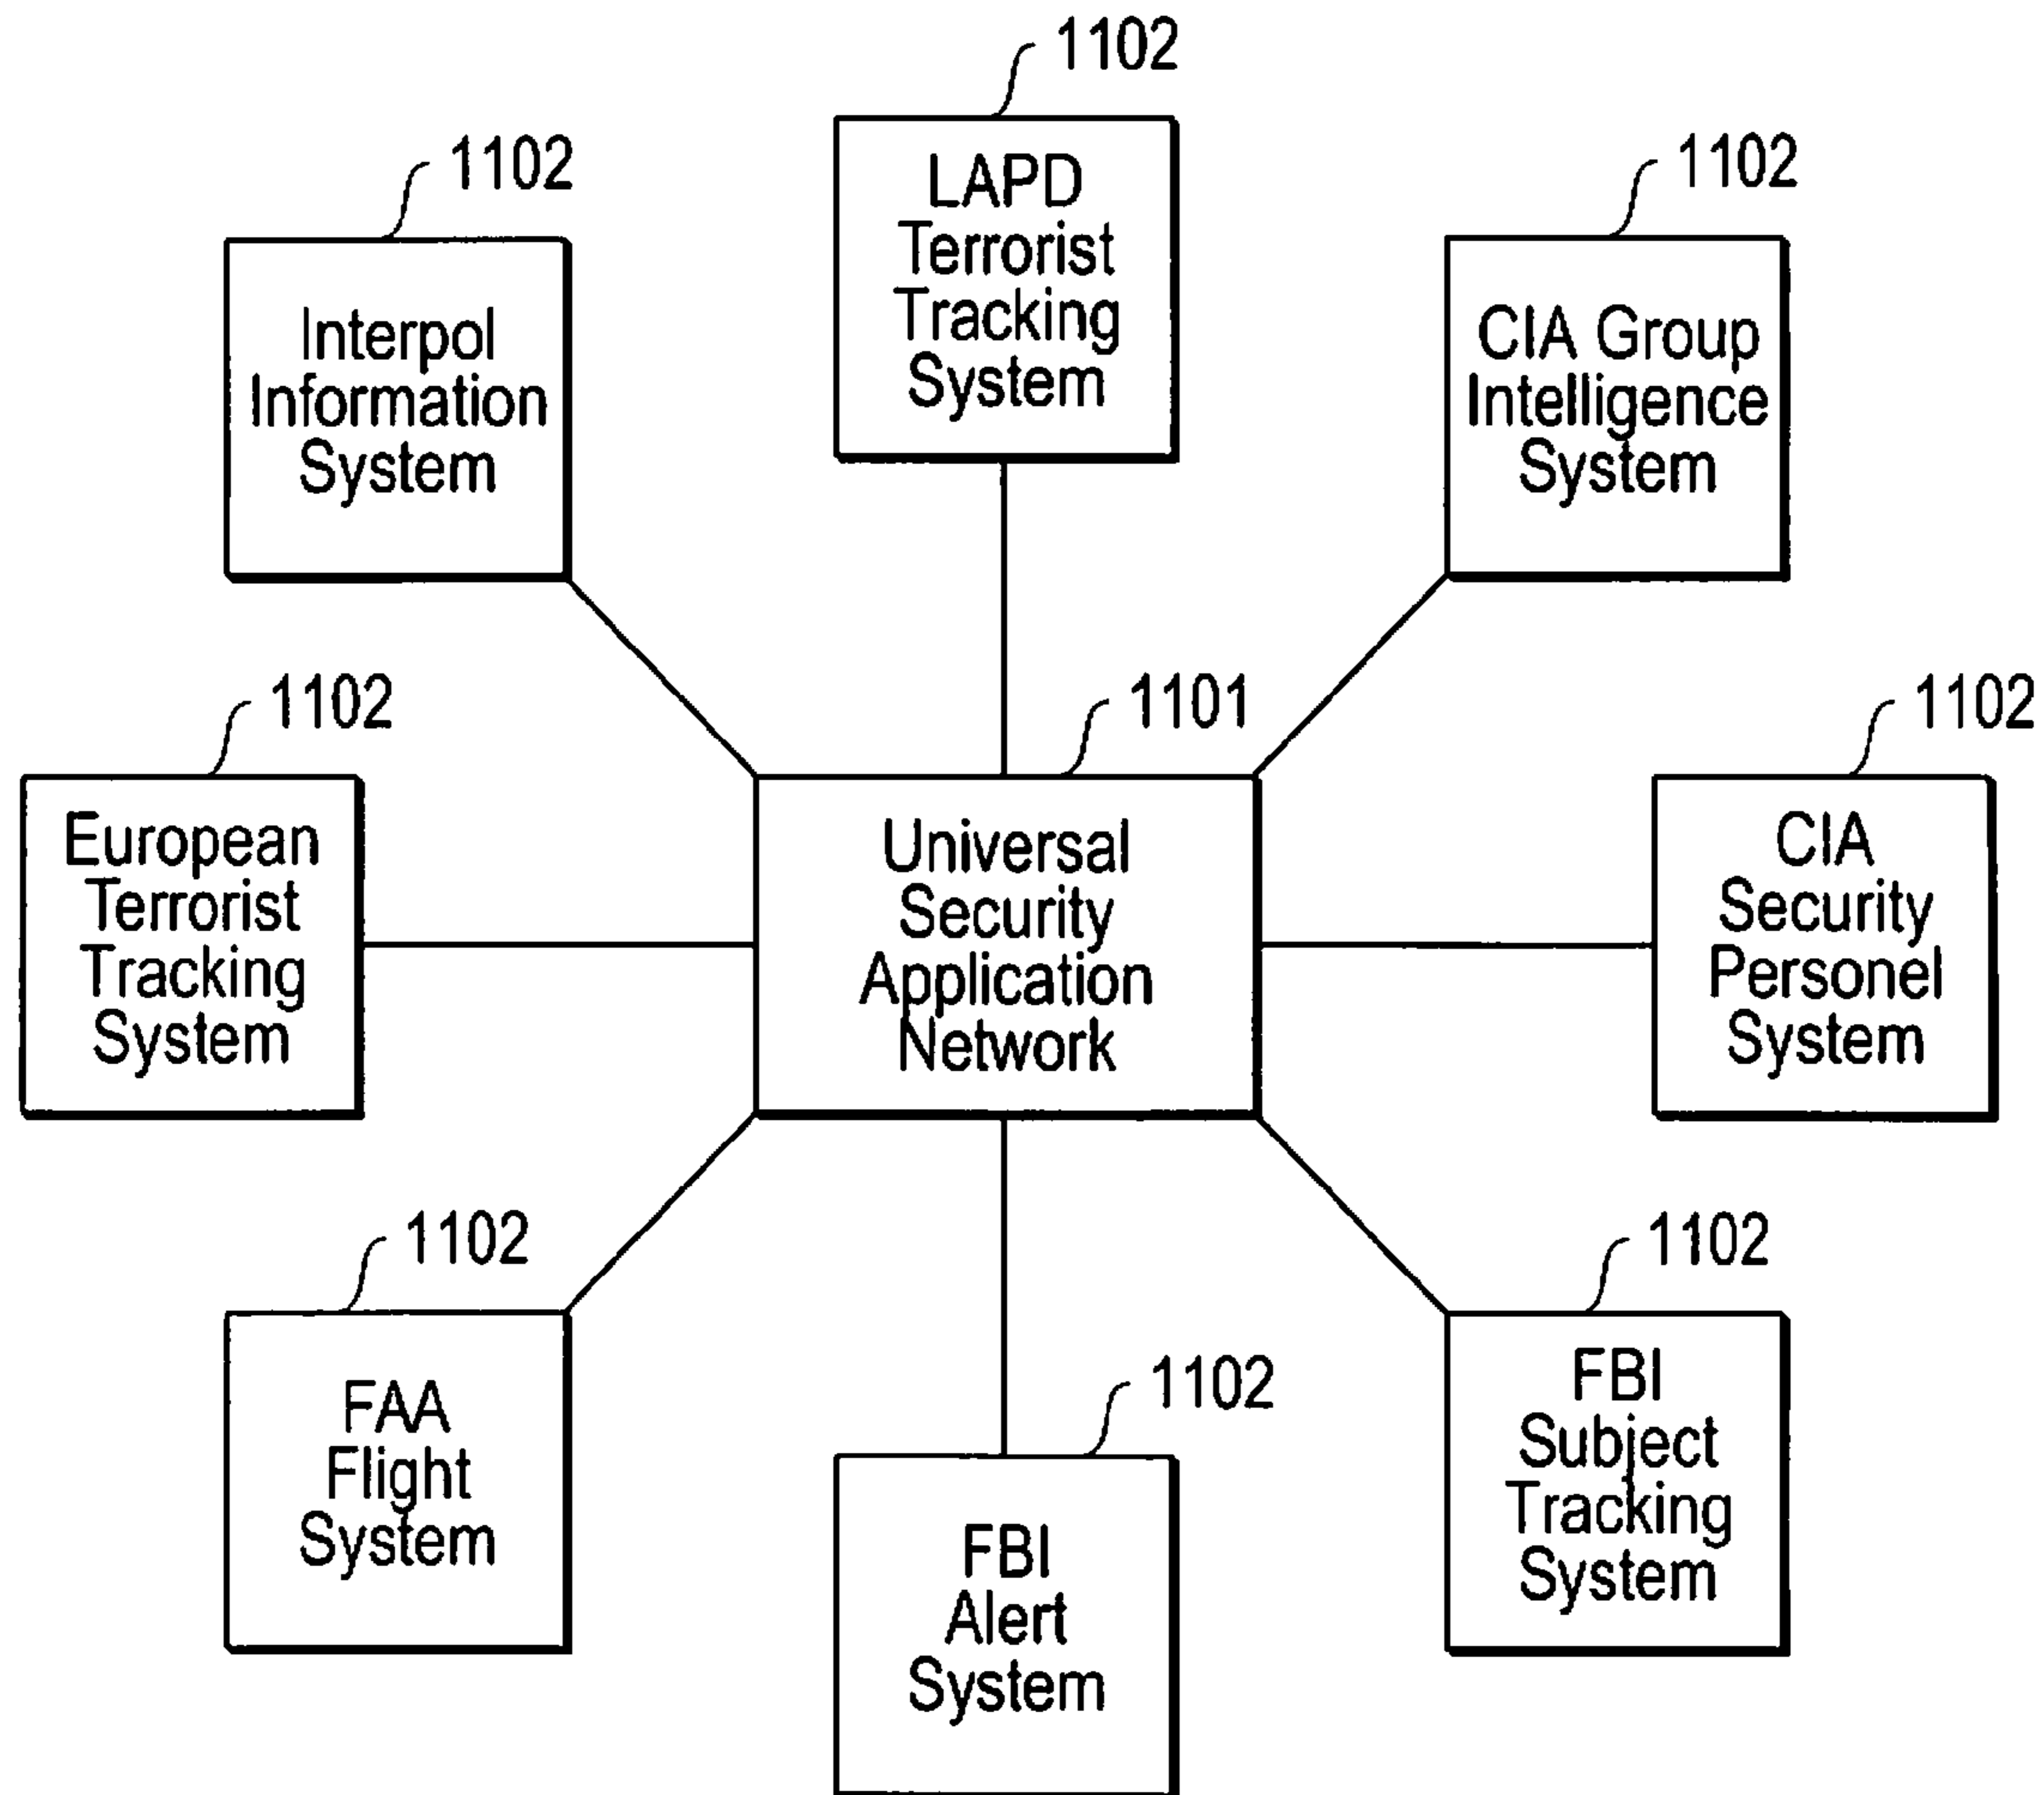 1102
LAPD
Terrorist
Tracking
System
1102
Interpol
Information
System
1102
CIA Group
Intelligence
System
1102
European
Terrorist
Tracking
System
1101
Universal
Security
Application
Network
1102
CIA
Security
Personel
System
1102
FAA
Flight
System
1102
FBI
Alert
System
1102
FBI
Subject
Tracking
System